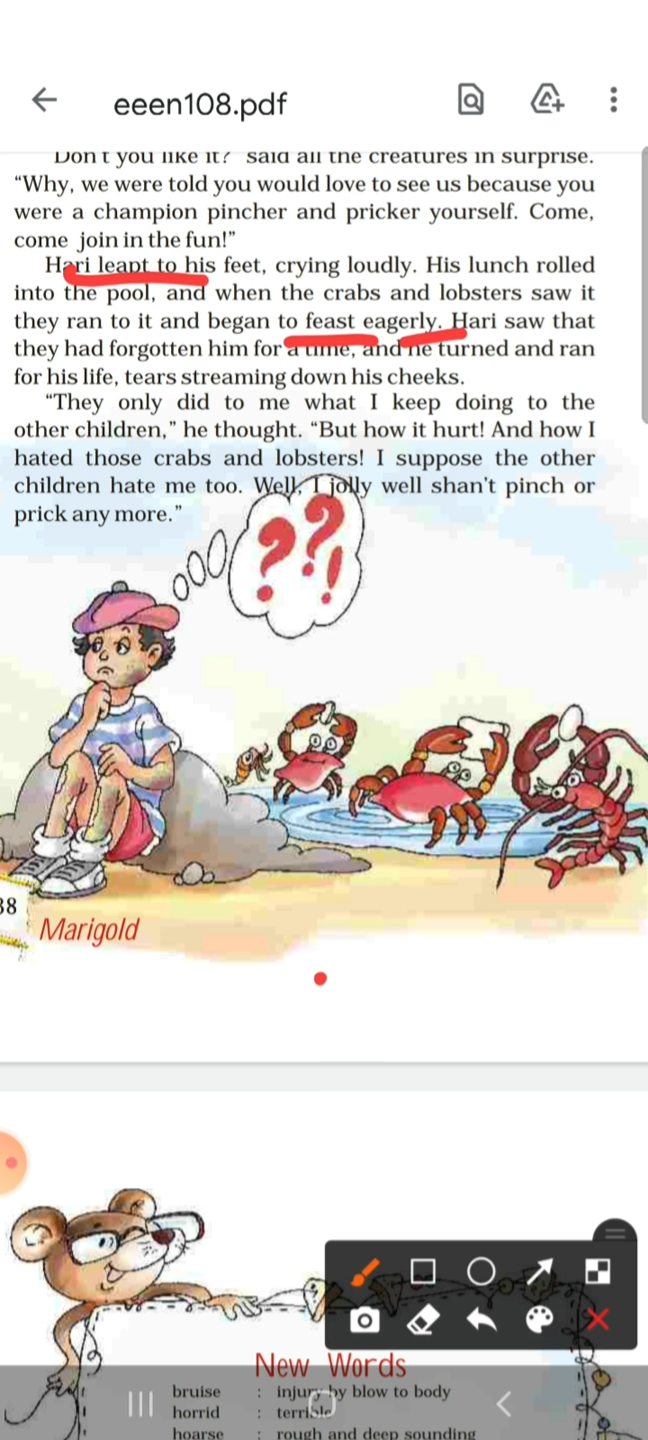 eeen108.pdf
Don't you like it?" said all the creatures in surprise.
"Why, we were told you would love to see us because you
were a champion pincher and pricker yourself. Come,
come join in the fun!"
Hari leapt to his feet, crying loudly. His lunch rolled
into the pool, and when the crabs and lobsters saw it
they ran to it and began to feast eagerly. Hari saw that
they had forgotten him for a time, and he turned and ran
for his life, tears streaming down his cheeks.
"They only did to me what I keep doing to the
other children," he thought. "But how it hurt! And how I
hated those crabs and lobsters! I suppose the other
children hate me too. Well, I jolly well shan't pinch or
prick any more."
???!
38
Marigold
New Words
bruise : injury by blow to body
horrid : terrible
hoarse : rough and deep sounding